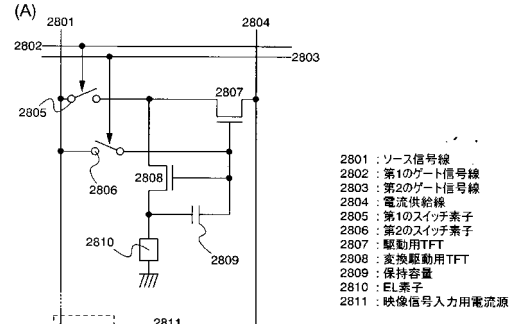 (A)
2801
2804
2802
2803
2807
2805
2808
2806
2810
2809
2811
2801 : ソース信号線
2802 : 第1のゲート信号線
2803 : 第2のゲート信号線
2804 : 電流供給線
2805 : 第1のスイッチ素子
2806 : 第2のスイッチ素子
2807 : 駆動用TFT
2808 : 変換駆動用TFT
2809 : 保持容量
2810 : EL素子
2811 : 映像信号入力用電流源